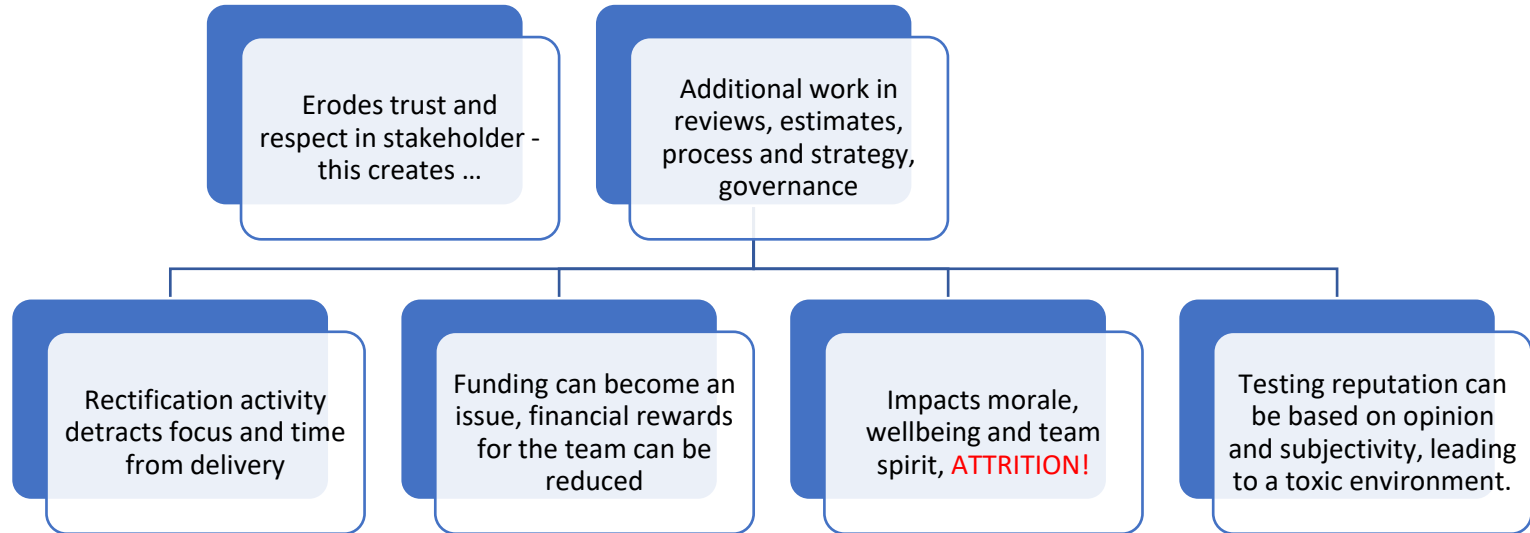 Erodes trust and
respect in stakeholder -
this creates ...
Additional work in
reviews, estimates,
process and strategy,
governance
Rectification activity
detracts focus and time
from delivery
Funding can become an
issue, financial rewards
for the team can be
reduced
Impacts morale,
wellbeing and team
spirit, ATTRITION!
Testing reputation can
be based on opinion
and subjectivity, leading
to a toxic environment.